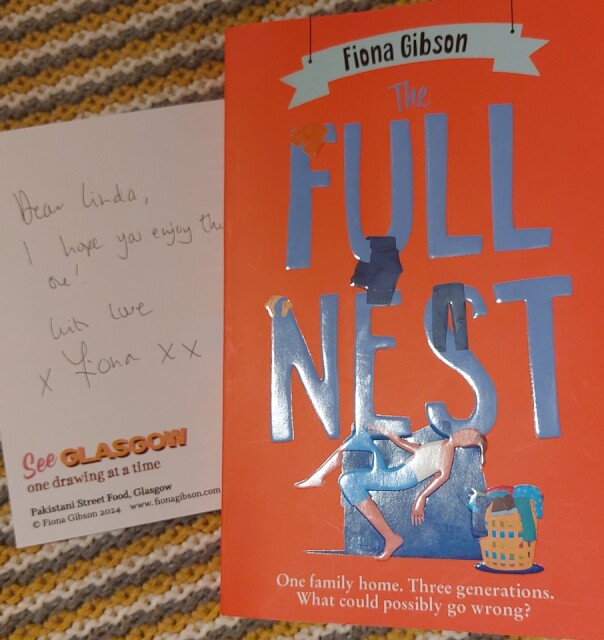 Dear Linda,
I hope you enjoy the
one!
With love
x Fiona x x
See GLASGOW
one drawing at a time
Pakistani Street Food, Glasgow
© Fiona Gibson 2024 www.fionagibson.com
Fiona Gibson
The
FULL
NEST
One family home. Three generations.
What could possibly go wrong?